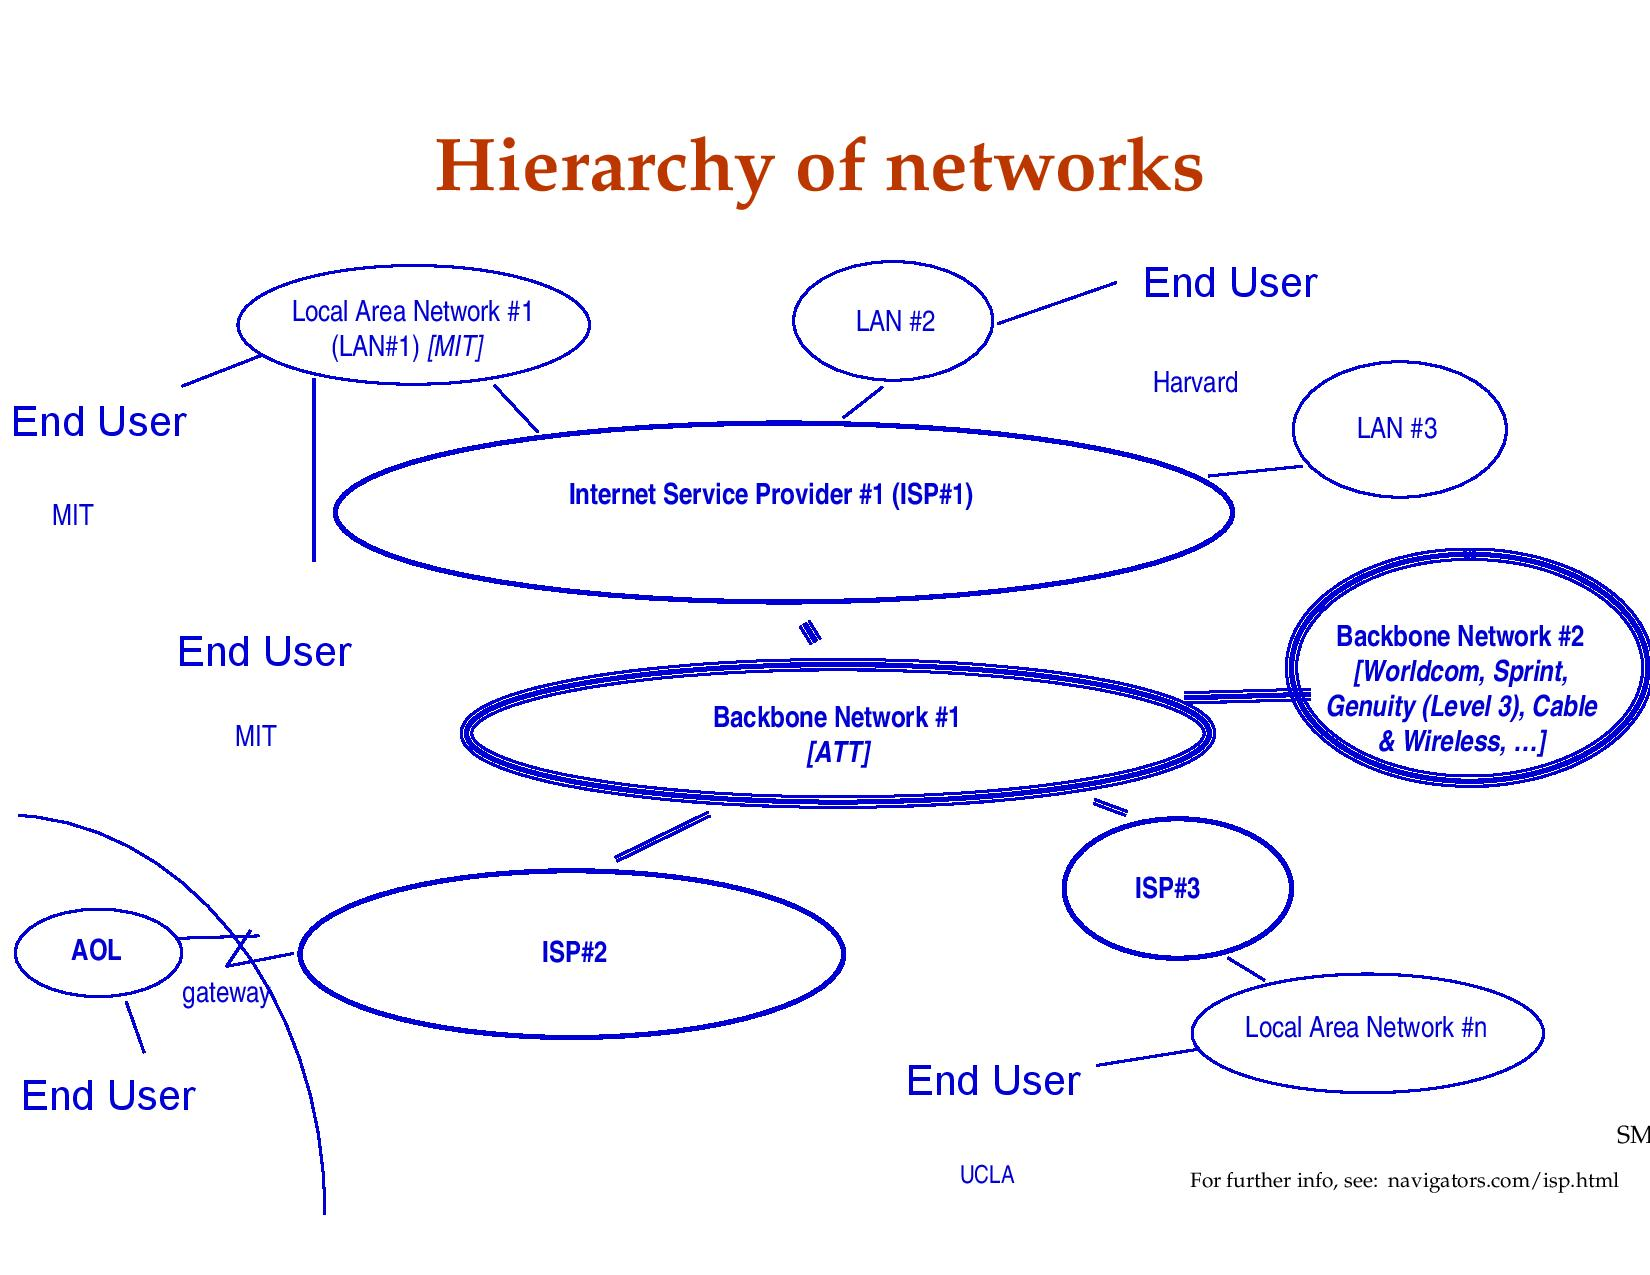 Hierarchy of networks
Local Area Network #1
(LAN#1) [MIT]
LAN #2
End User
Harvard
LAN #3
End User
MIT
Internet Service Provider #1 (ISP#1)
End User
MIT
Backbone Network #1
[ATT]
Backbone Network #2
[Worldcom, Sprint,
Genuity (Level 3), Cable
& Wireless, …]
AOL
gateway
ISP#2
ISP#3
End User
Local Area Network #n
End User
UCLA
SM
For further info, see: navigators.com/isp.html